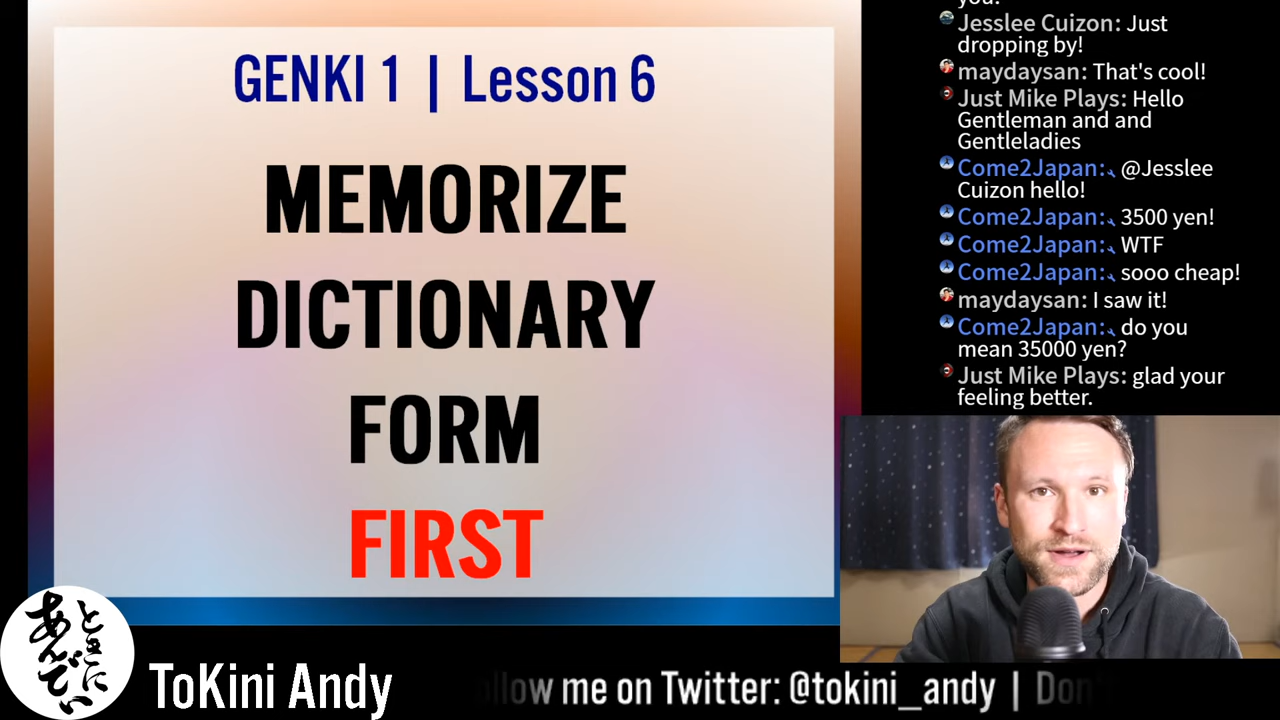 GENKI 1 | Lesson 6
MEMORIZE
DICTIONARY
FORM
FIRST
you!
Jesslee Cuizon: Just
dropping by!
maydaysan: That's cool!
Just Mike Plays: Hello
Gentleman and and
Gentleladies
Come2Japan: @Jesslee
Cuizon hello!
Come2Japan: 3500 yen!
Come2Japan: WTF
Come2Japan: sooo cheap!
maydaysan: I saw it!
Come2Japan: do you
mean 35000 yen?
Just Mike Plays: glad your
feeling better.
ときに
あんでぃ
ToKini Andy
llow me on Twitter: @tokini_andy | Don'